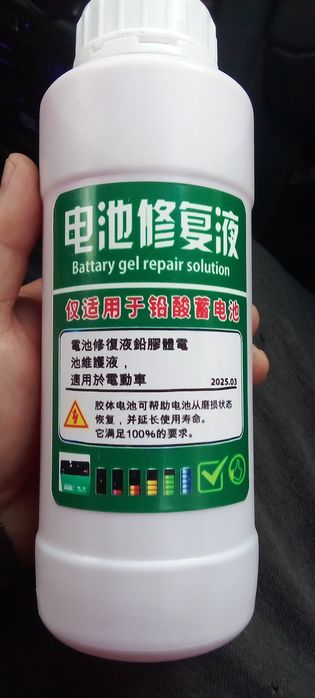 电池修复液
Battary gel repair solution
仅适用于铅酸蓄电池
電池修復液鉛膠體電
池維護液，
適用於電動車
2025.03
胶体电池可帮助电池从磨损状态
恢复，并延长使用寿命。
它满足100%的要求。